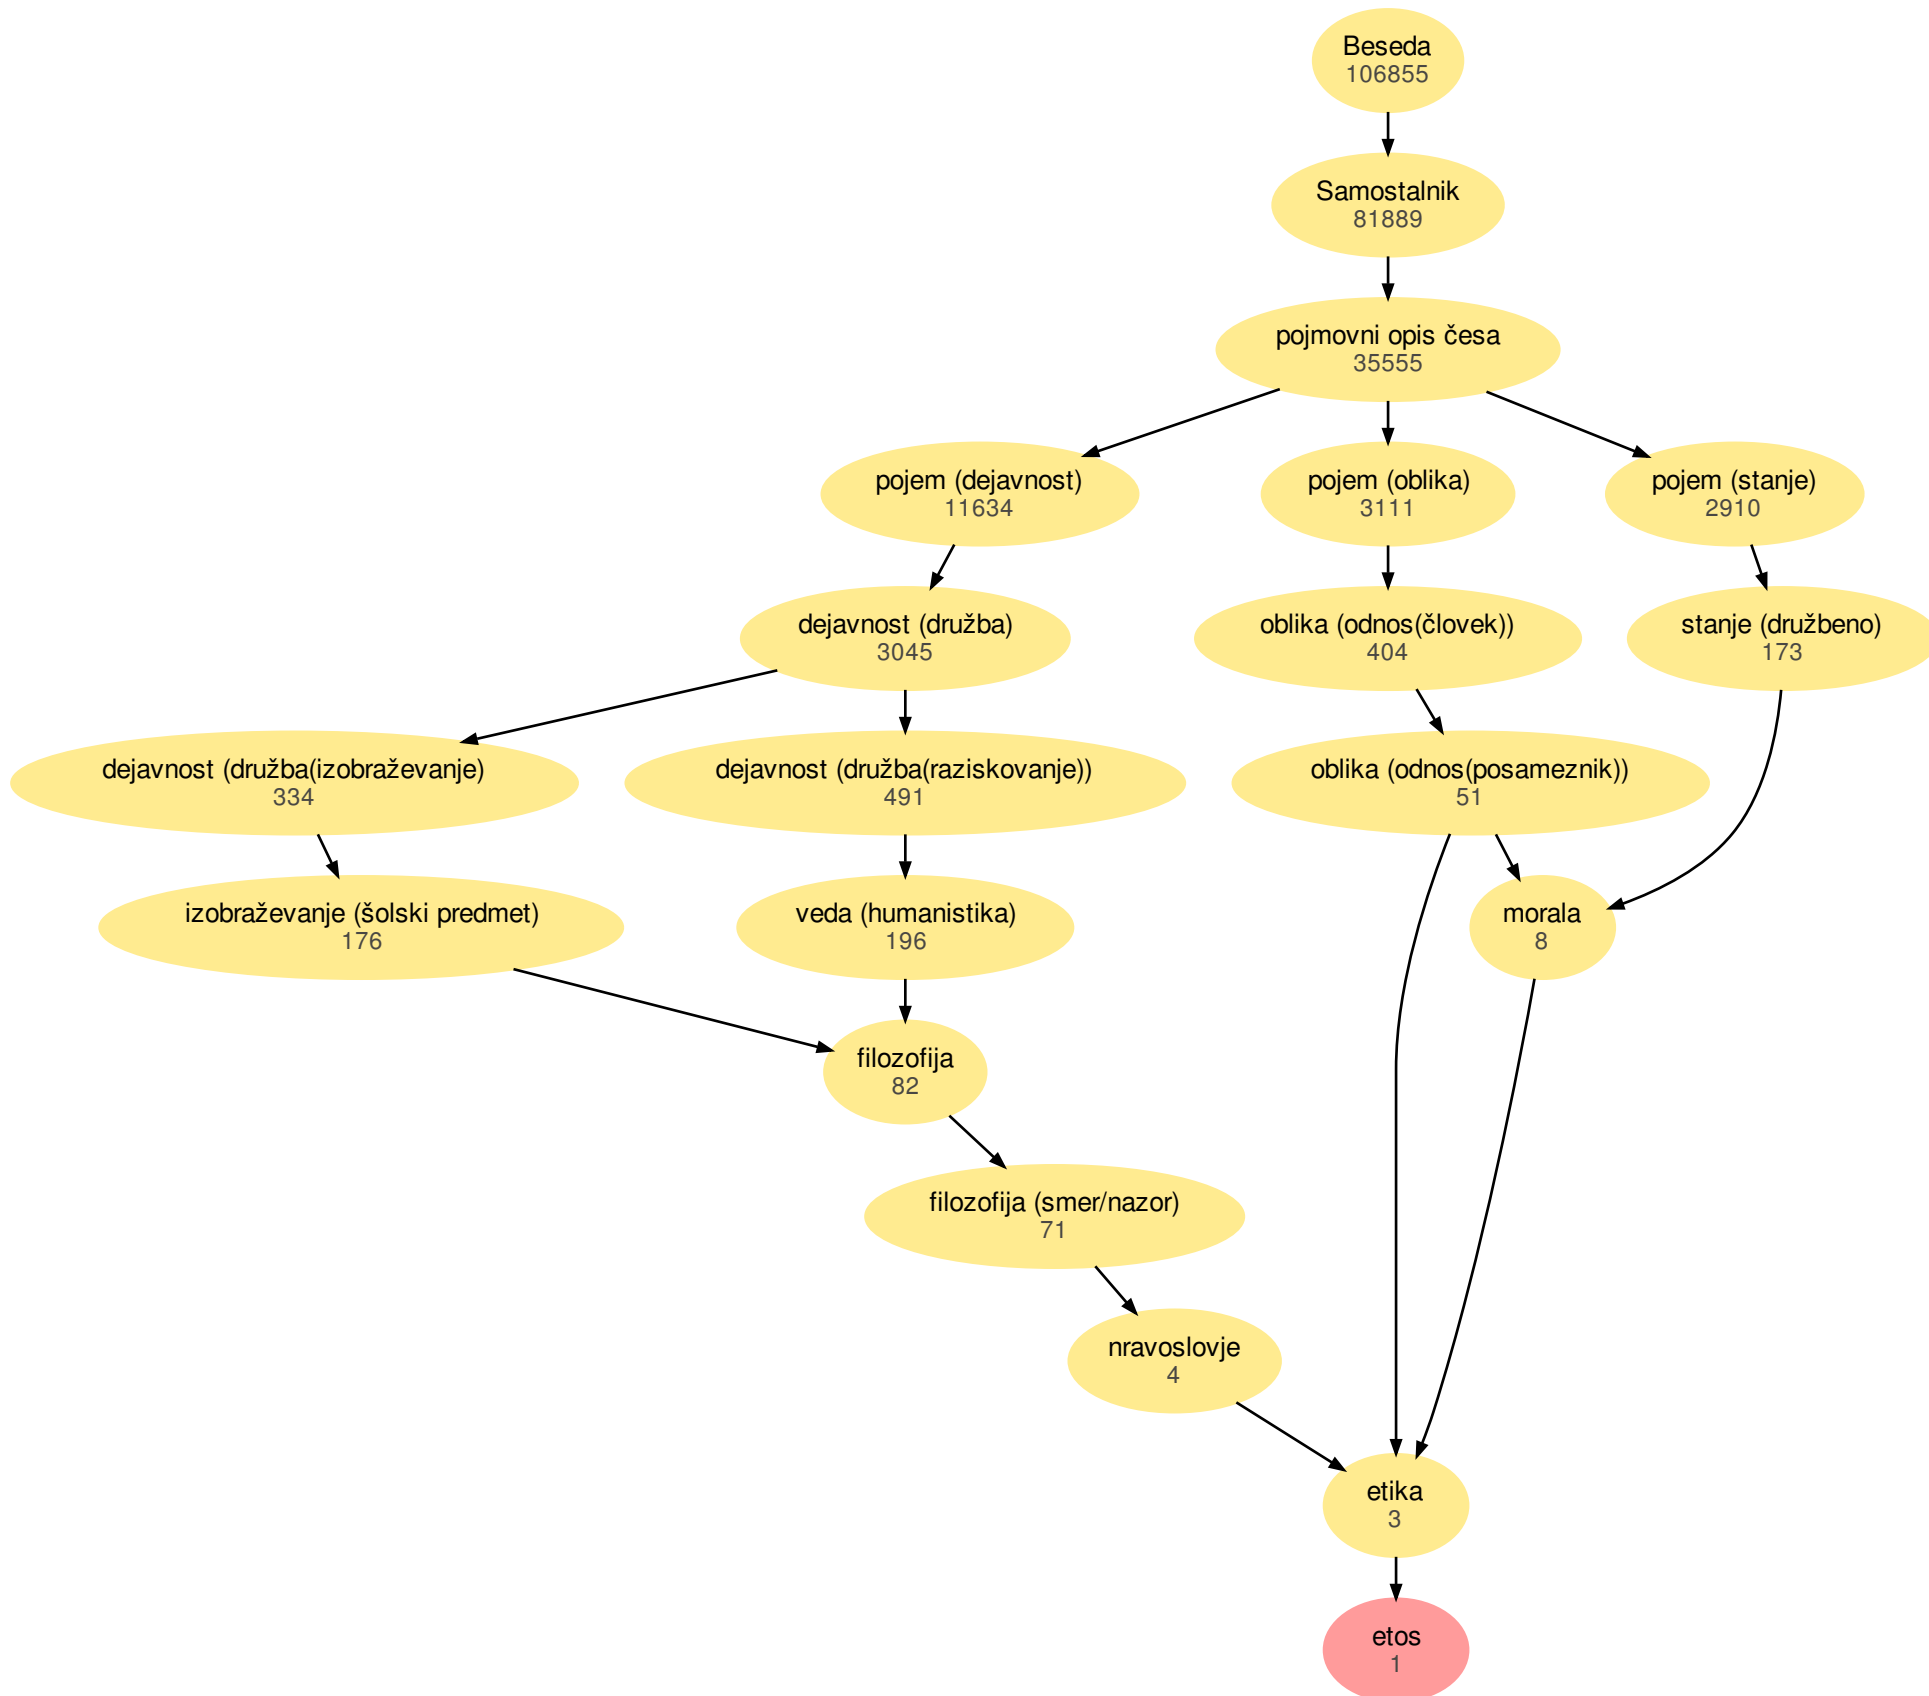 Beseda
106855
Samostalnik
81889
pojmovni opis česa
35555
pojem (dejavnost)
11634
pojem (oblika)
3111
pojem (stanje)
2910
dejavnost (družba)
3045
oblika (odnos(človek))
404
stanje (družbeno)
173
dejavnost (družba(izobraževanje)
334
dejavnost (družba(raziskovanje))
491
oblika (odnos(posameznik))
51
izobraževanje (šolski predmet)
176
veda (humanistika)
196
morala
8
filozofija
82
filozofija (smer/nazor)
71
nravoslovje
4
etika
3
etos
1